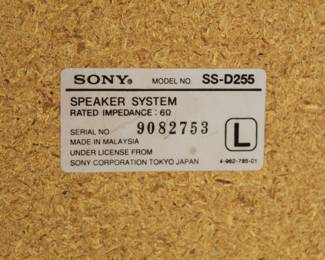 SONY® MODEL NO. SS-D255
SPEAKER SYSTEM
RATED IMPEDANCE : 6Ω
SERIAL NO 9082753
MADE IN MALAYSIA
UNDER LICENSE FROM
SONY CORPORATION TOKYO JAPAN
L
4-962-785-01